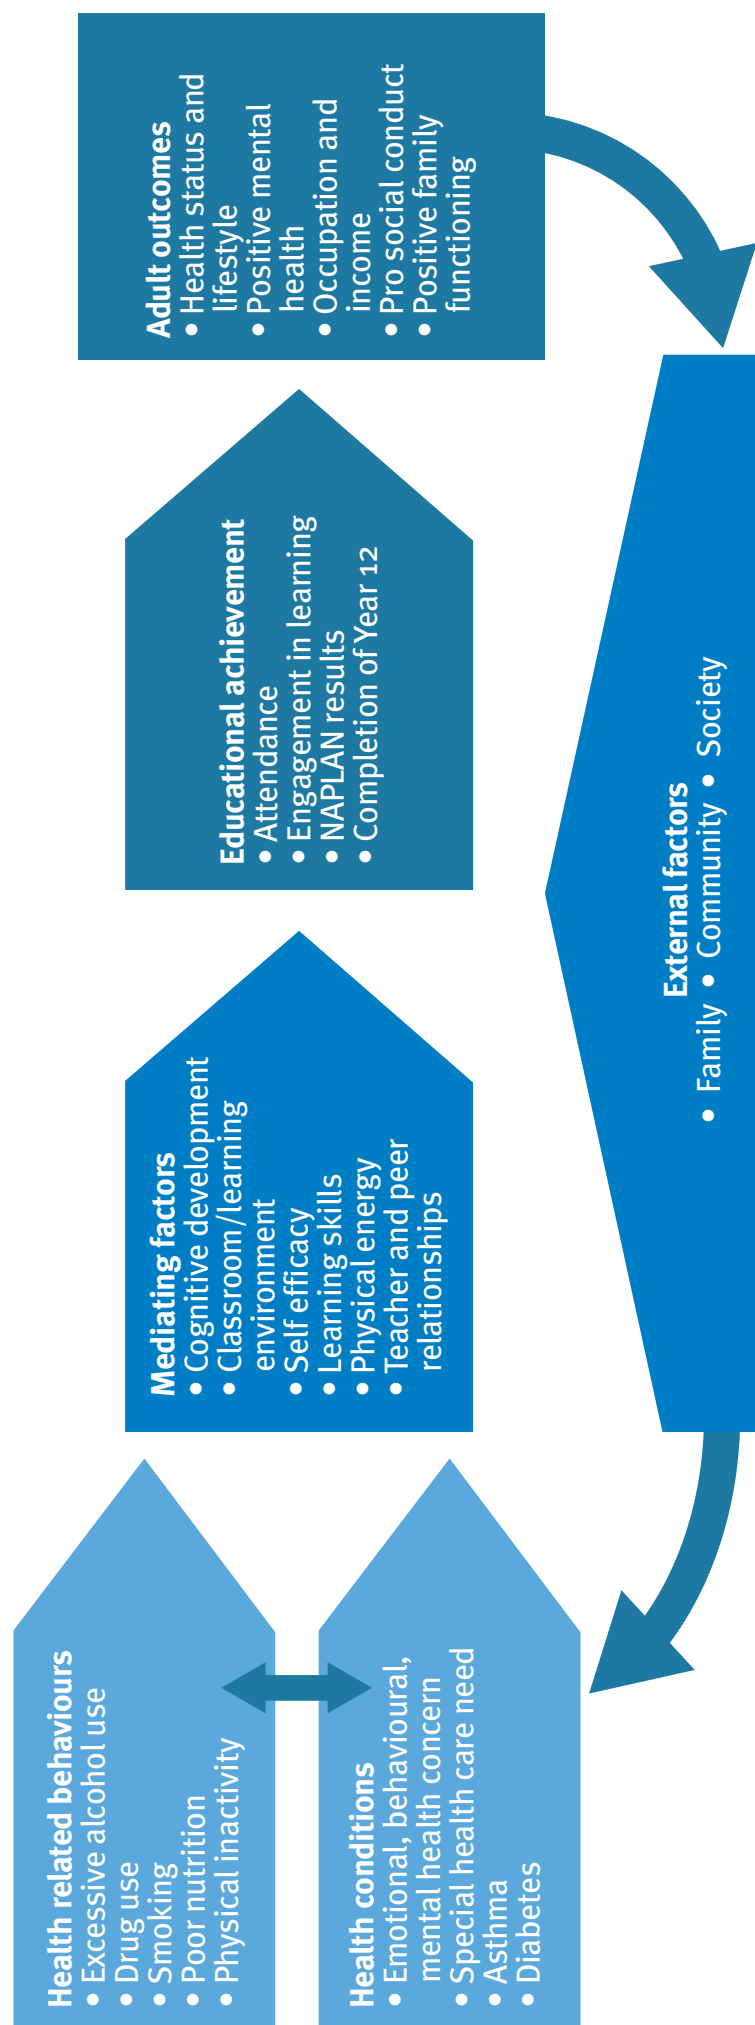 Health related behaviours
• Excessive alcohol use
• Drug use
• Smoking
• Poor nutrition
• Physical inactivity
Health conditions
• Emotional, behavioural,
mental health concern
• Special health care need
• Asthma
• Diabetes
Mediating factors
• Cognitive development
• Classroom/learning
environment
• Self efficacy
• Learning skills
• Physical energy
• Teacher and peer
relationships
Educational achievement
• Attendance
• Engagement in learning
• NAPLAN results
• Completion of Year 12
Adult outcomes
• Health status and
lifestyle
• Positive mental
health
• Occupation and
income
• Pro social conduct
• Positive family
functioning
External factors
• Family • Community • Society